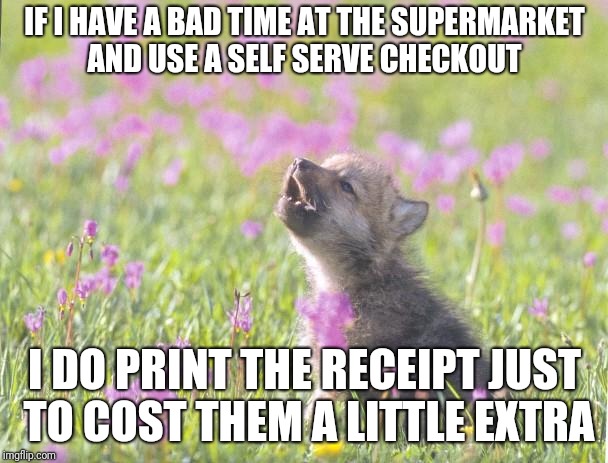 IF I HAVE A BAD TIME AT THE SUPERMARKET
AND USE A SELF SERVE CHECKOUT
I DO PRINT THE RECEIPT JUST
TO COST THEM A LITTLE EXTRA
imgflip.com